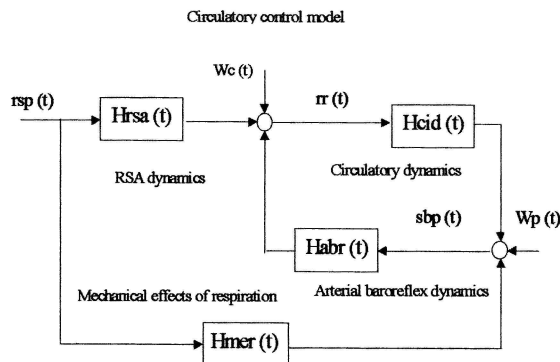 Circulatory control model
Wc (t)
rsp (t)
rr (t)
Hrsa (t)
Hcid (t)
RSA dynamics
Circulatory dynamics
sbp (t)
Wp (t)
Habr (t)
Mechanical effects of respiration
Arterial baroreflex dynamics
Hmer (t)